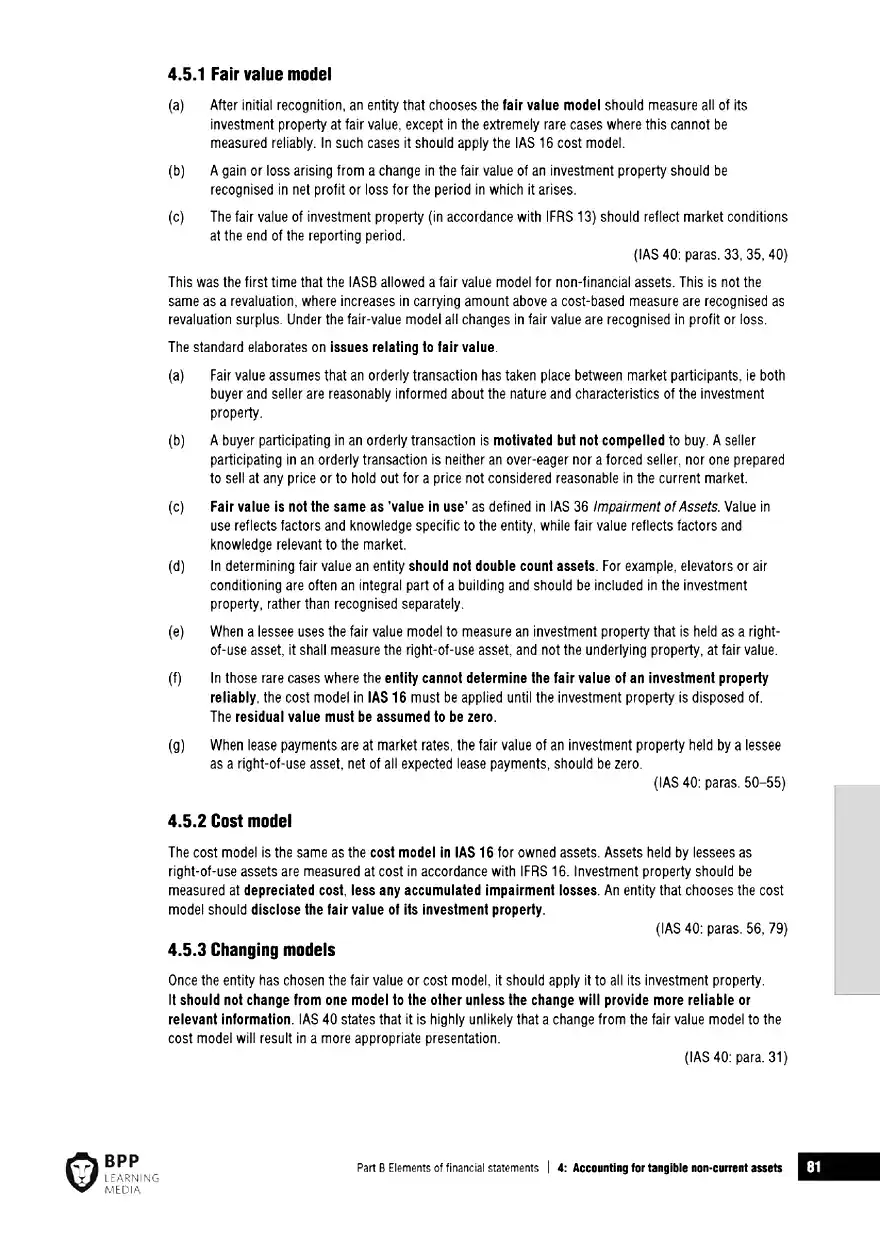 4.5.1 Fair value model
(a) After initial recognition, an entity that chooses the fair value model should measure all of its
investment property at fair value, except in the extremely rare cases where this cannot be
measured reliably. In such cases it should apply the IAS 16 cost model.
(b) A gain or loss arising from a change in the fair value of an investment property should be
recognised in net profit or loss for the period in which it arises.
(c) The fair value of investment property (in accordance with IFRS 13) should reflect market conditions
at the end of the reporting period.
(IAS 40: paras. 33, 35, 40)
This was the first time that the IASB allowed a fair value model for non-financial assets. This is not the
same as a revaluation, where increases in carrying amount above a cost-based measure are recognised as
revaluation surplus. Under the fair-value model all changes in fair value are recognised in profit or loss.
The standard elaborates on issues relating to fair value.
(a) Fair value assumes that an orderly transaction has taken place between market participants, ie both
buyer and seller are reasonably informed about the nature and characteristics of the investment
property.
(b) A buyer participating in an orderly transaction is motivated but not compelled to buy. A seller
participating in an orderly transaction is neither an over-eager nor a forced seller, nor one prepared
to sell at any price or to hold out for a price not considered reasonable in the current market.
(c) Fair value is not the same as 'value in use' as defined in IAS 36 Impairment of Assets. Value in
use reflects factors and knowledge specific to the entity, while fair value reflects factors and
knowledge relevant to the market.
(d) In determining fair value an entity should not double count assets. For example, elevators or air
conditioning are often an integral part of a building and should be included in the investment
property, rather than recognised separately.
(e) When a lessee uses the fair value model to measure an investment property that is held as a right-
of-use asset, it shall measure the right-of-use asset, and not the underlying property, at fair value.
(f) In those rare cases where the entity cannot determine the fair value of an investment property
reliably, the cost model in IAS 16 must be applied until the investment property is disposed of.
The residual value must be assumed to be zero.
(g) When lease payments are at market rates, the fair value of an investment property held by a lessee
as a right-of-use asset, net of all expected lease payments, should be zero.
(IAS 40: paras. 50–55)
4.5.2 Cost model
The cost model is the same as the cost model in IAS 16 for owned assets. Assets held by lessees as
right-of-use assets are measured at cost in accordance with IFRS 16. Investment property should be
measured at depreciated cost, less any accumulated impairment losses. An entity that chooses the cost
model should disclose the fair value of its investment property.
(IAS 40: paras. 56, 79)
4.5.3 Changing models
Once the entity has chosen the fair value or cost model, it should apply it to all its investment property.
It should not change from one model to the other unless the change will provide more reliable or
relevant information. IAS 40 states that it is highly unlikely that a change from the fair value model to the
cost model will result in a more appropriate presentation.
(IAS 40: para. 31)
BPP
LEARNING
MEDIA
Part B Elements of financial statements | 4: Accounting for tangible non-current assets 81